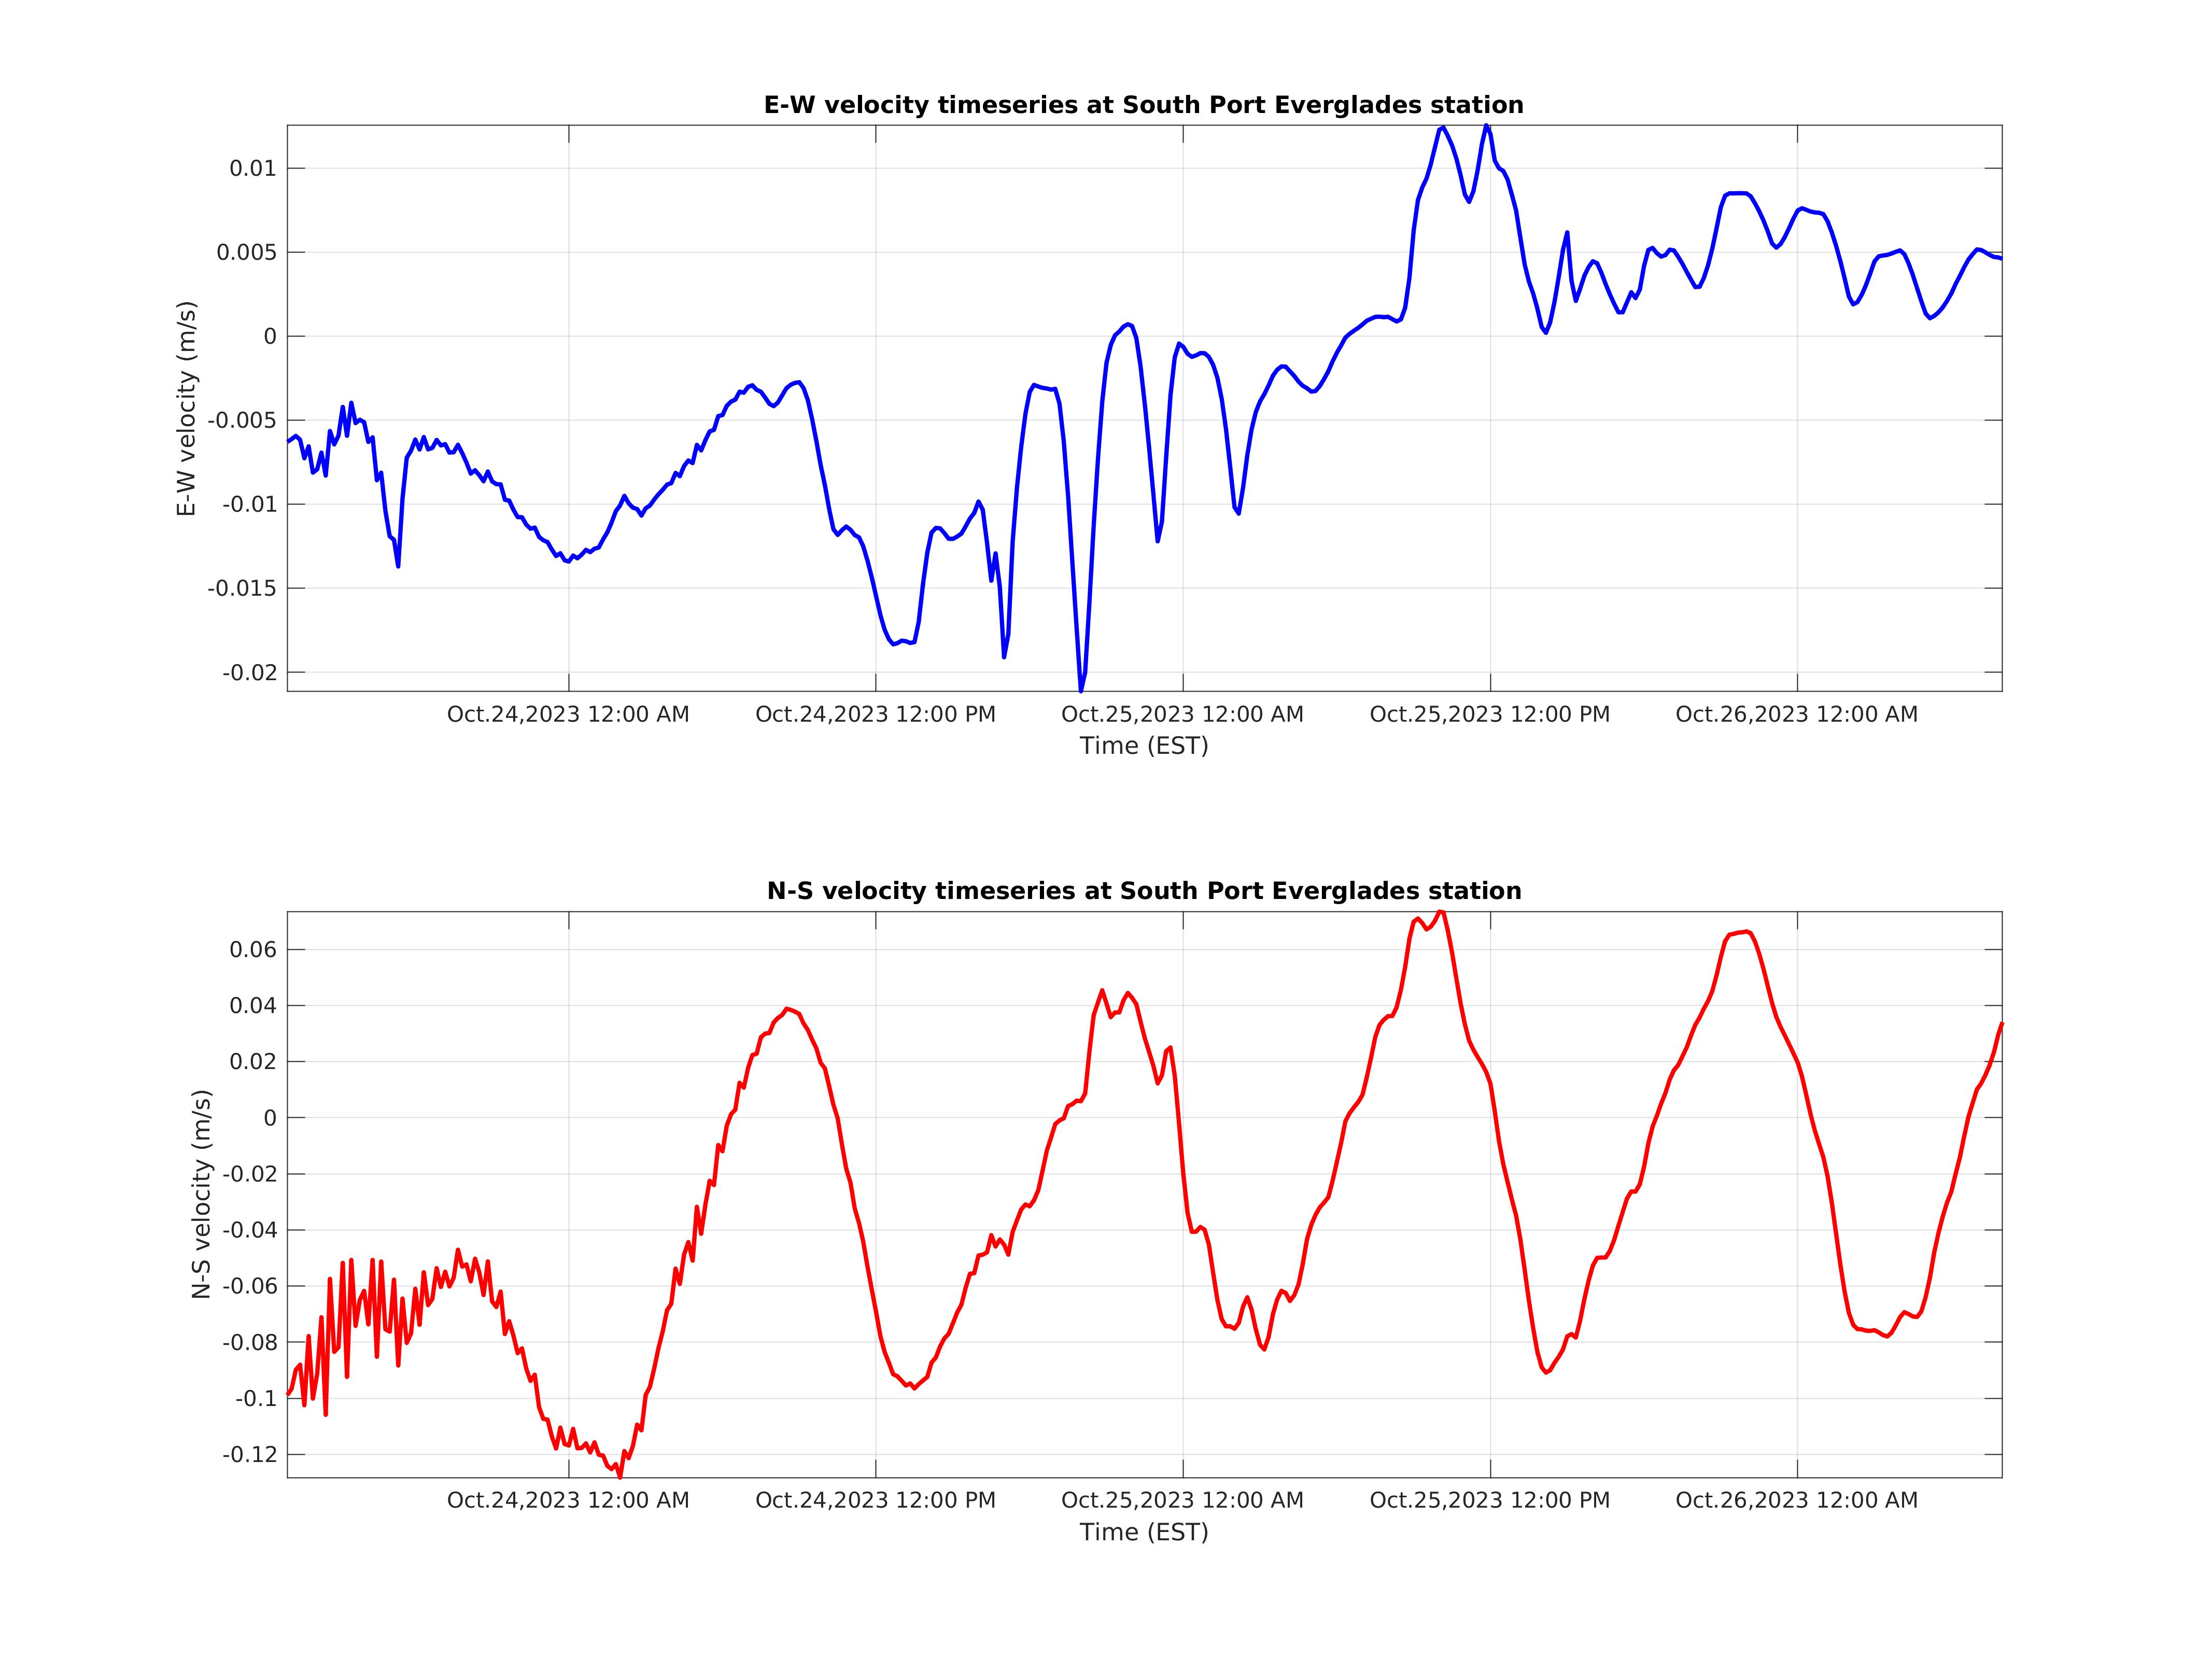 E-W velocity timeseries at South Port Everglades station
0.01
0.005
0
-0.005
-0.01
-0.015
-0.02
E-W velocity (m/s)
Oct.24,2023 12:00 AM Oct.24,2023 12:00 PM Oct.25,2023 12:00 AM Oct.25,2023 12:00 PM Oct.26,2023 12:00 AM
Time (EST)
N-S velocity timeseries at South Port Everglades station
0.06
0.04
0.02
0
-0.02
-0.04
-0.06
-0.08
-0.1
-0.12
N-S velocity (m/s)
Oct.24,2023 12:00 AM Oct.24,2023 12:00 PM Oct.25,2023 12:00 AM Oct.25,2023 12:00 PM Oct.26,2023 12:00 AM
Time (EST)